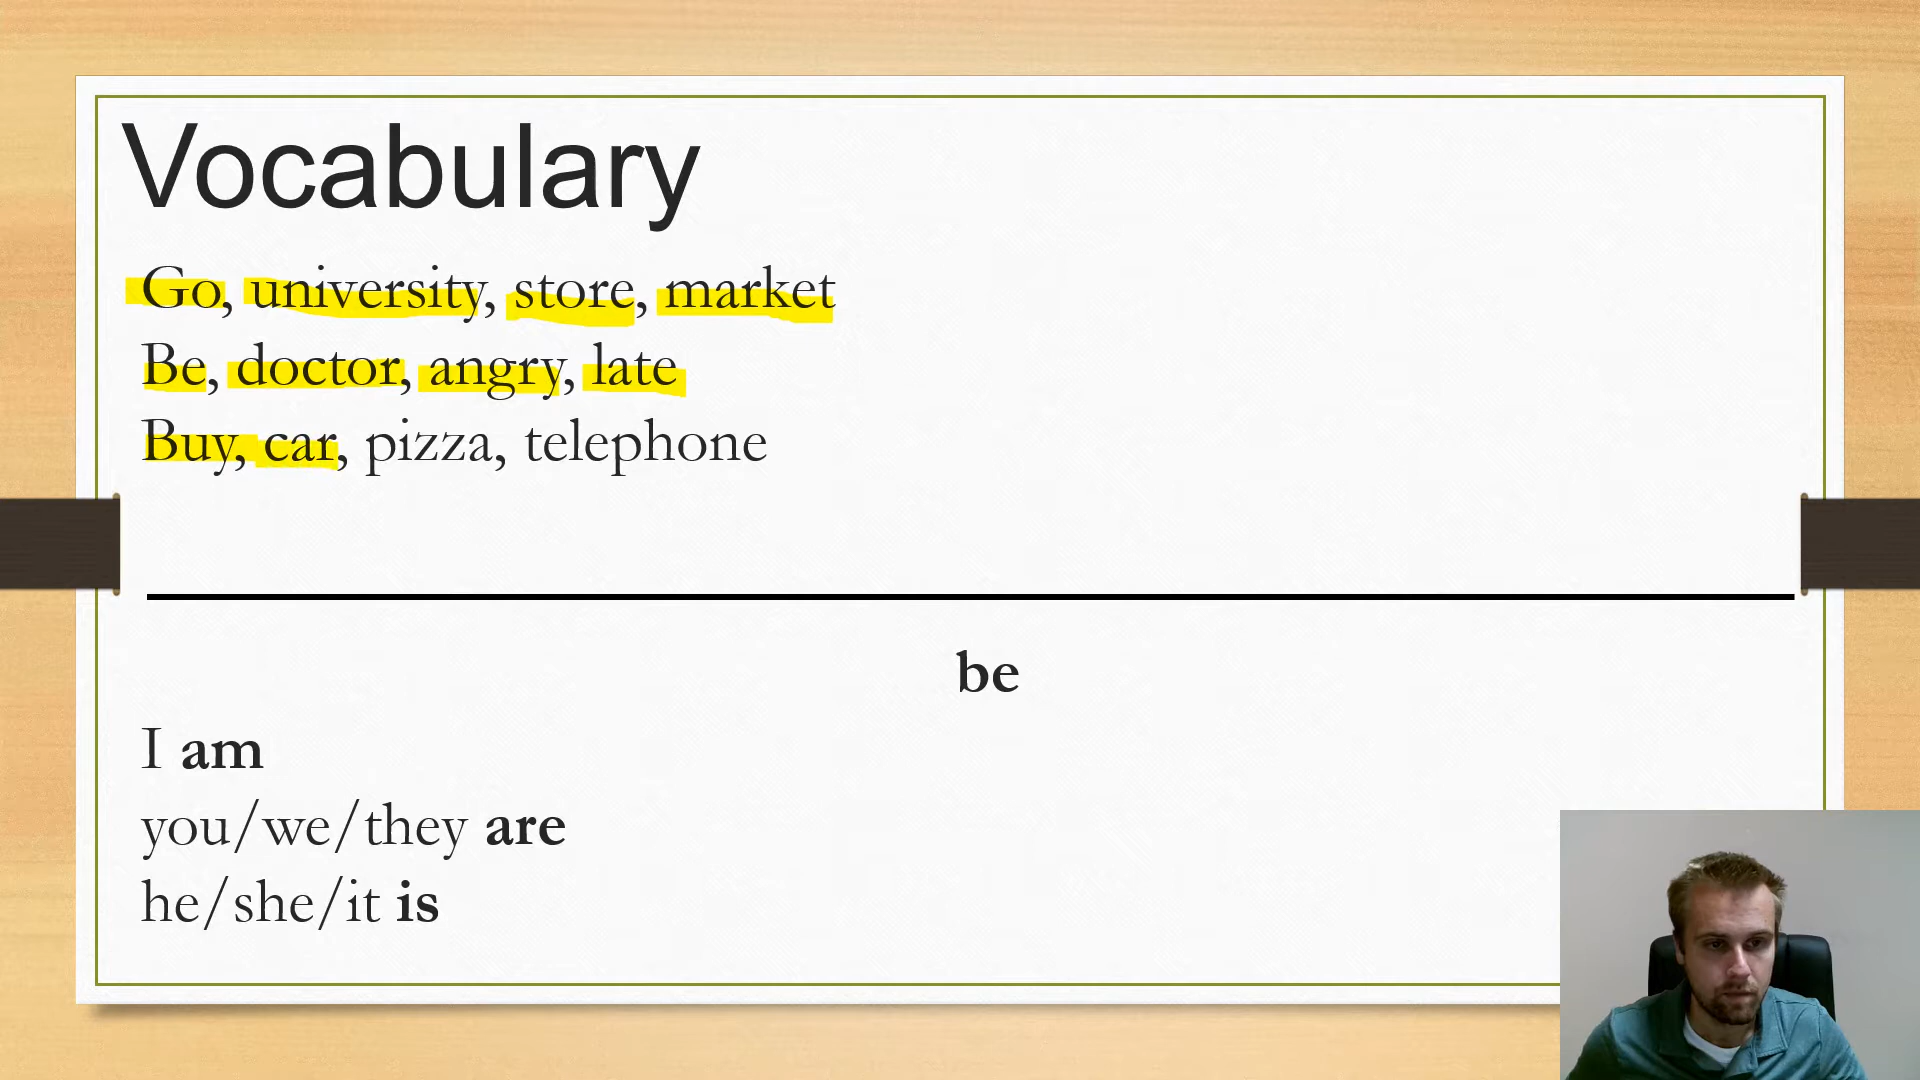 Vocabulary
Go, university, store, market
Be, doctor, angry, late
Buy, car, pizza, telephone
be
I am
you/we/they are
he/she/it is